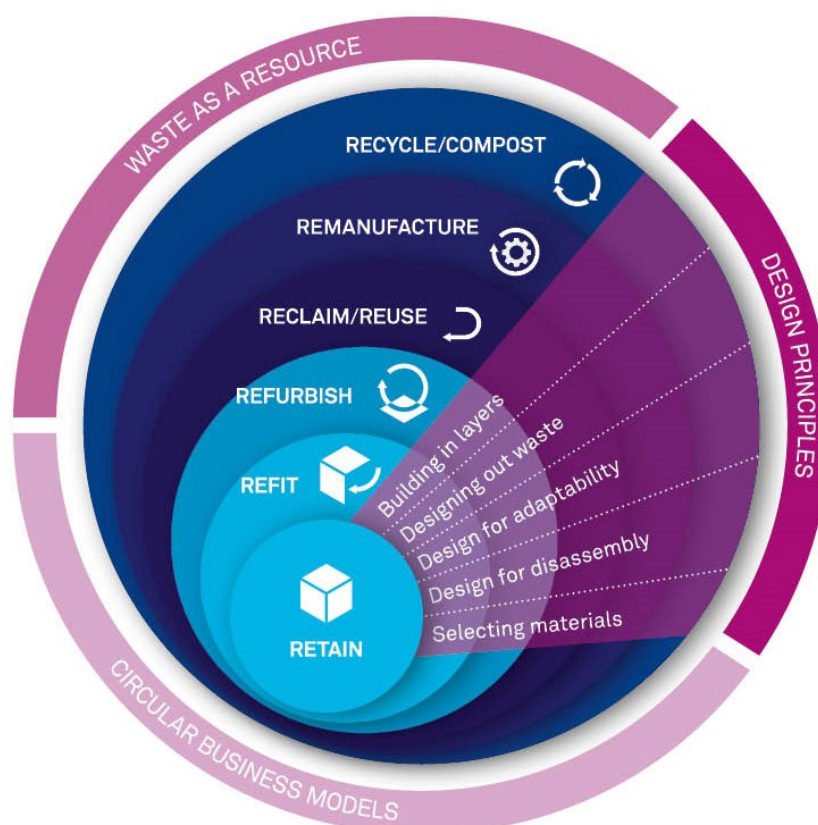 WASTE AS A RESOURCE
RECYCLE/COMPOST
REMANUFACTURE
RECLAIM/REUSE
REFURBISH
REFIT
RETAIN
Building in layers
Designing out waste
Design for adaptability
Design for disassembly
Selecting materials
DESIGN PRINCIPLES
CIRCULAR BUSINESS MODELS